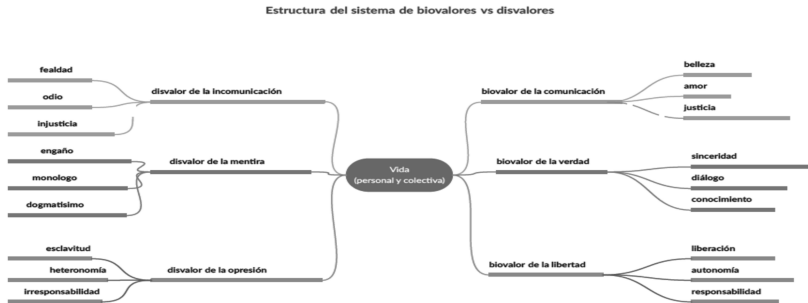 Estructura del sistema de biovalores vs disvalores
fealdad
odio
injusticia
disvalor de la incomunicación
engaño
monologo
dogmatisimo
disvalor de la mentira
esclavitud
heteronomía
irresponsabilidad
disvalor de la opresión
Vida
(personal y colectiva)
biovalor de la comunicación
belleza
amor
justicia
biovalor de la verdad
sinceridad
diálogo
conocimiento
biovalor de la libertad
liberación
autonomía
responsabilidad